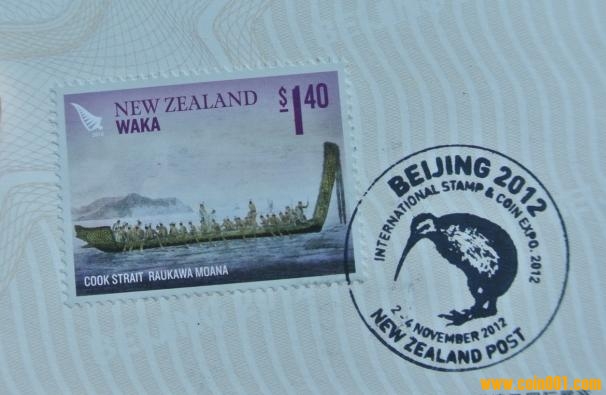 NEW ZEALAND
$1.40
WAKA
COOK STRAIT RAUKAWA MOANA
BEIJING 2012
INTERNATIONAL STAMP & COIN EXPO. 2012
2-4 NOVEMBER 2012
NEW ZEALAND POST
www.coin001.com